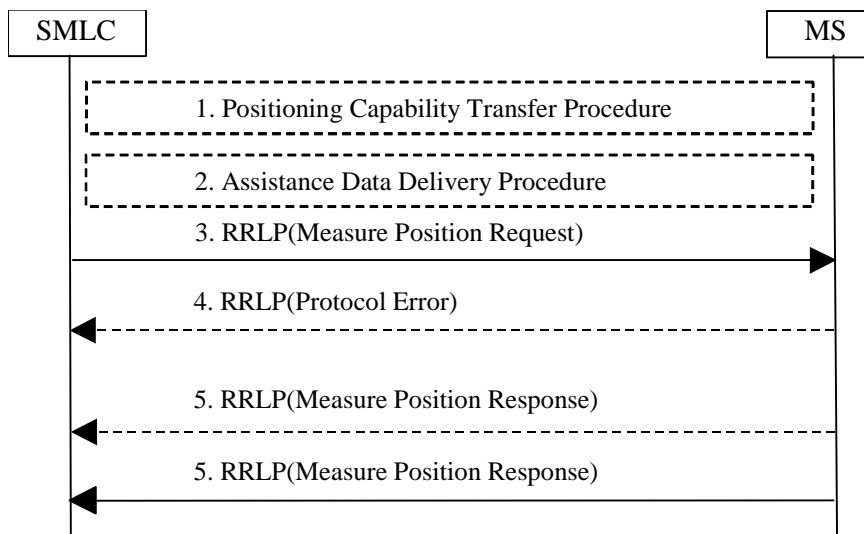 SMLC
MS
1. Positioning Capability Transfer Procedure
2. Assistance Data Delivery Procedure
3. RRLP(Measure Position Request)
4. RRLP(Protocol Error)
5. RRLP(Measure Position Response)
5. RRLP(Measure Position Response)